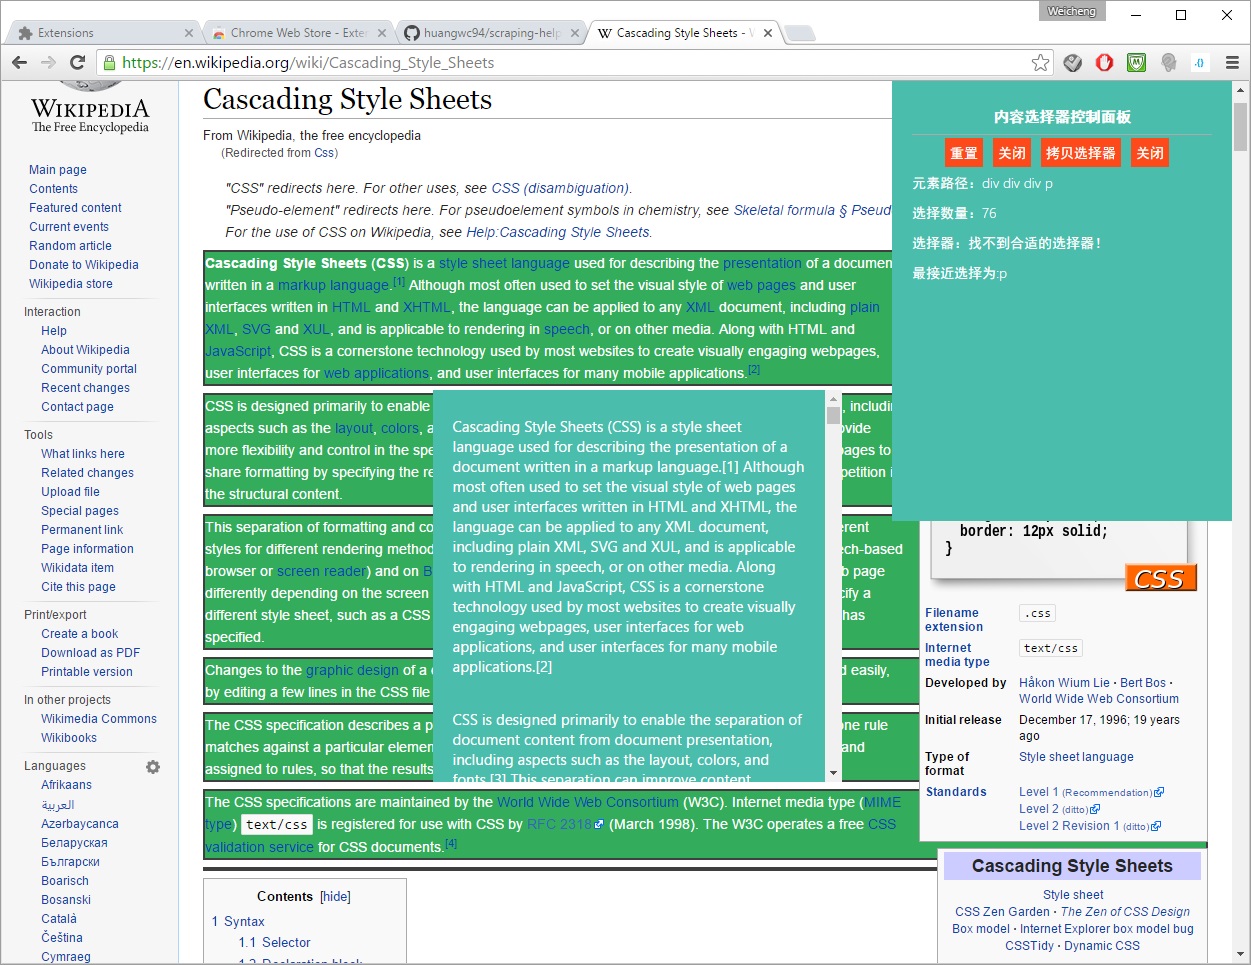 Weicheng
Extensions
Chrome Web Store - Exter
huangwc94/scraping-help
Cascading Style Sheets -
https://en.wikipedia.org/wiki/Cascading_Style_Sheets
WIKIPEDIA
The Free Encyclopedia
Main page
Contents
Featured content
Current events
Random article
Donate to Wikipedia
Wikipedia store
Interaction
Help
About Wikipedia
Community portal
Recent changes
Contact page
Tools
What links here
Related changes
Upload file
Special pages
Permanent link
Page information
Wikidata item
Cite this page
Print/export
Create a book
Download as PDF
Printable version
In other projects
Wikimedia Commons
Wikibooks
Languages
Afrikaans
العربية
Azərbaycanca
Беларуская
Български
Boarisch
Bosanski
Català
Čeština
Cymraeg
Cascading Style Sheets
From Wikipedia, the free encyclopedia
(Redirected from Css)
"CSS" redirects here. For other uses, see CSS (disambiguation).
"Pseudo-element" redirects here. For pseudoelement symbols in chemistry, see Skeletal formula § Pseud
For the use of CSS on Wikipedia, see Help:Cascading Style Sheets.
Cascading Style Sheets (CSS) is a style sheet language used for describing the presentation of a documen
written in a markup language.[1] Although most often used to set the visual style of web pages and user
interfaces written in HTML and XHTML, the language can be applied to any XML document, including plain
XML, SVG and XUL, and is applicable to rendering in speech, or on other media. Along with HTML and
JavaScript, CSS is a cornerstone technology used by most websites to create visually engaging webpages,
user interfaces for web applications, and user interfaces for many mobile applications.[2]
CSS is designed primarily to enable , includi
aspects such as the layout, colors, a ovide
more flexibility and control in the spe ages to
share formatting by specifying the re petition i
the structural content.
This separation of formatting and co erent
styles for different rendering method ech-based
browser or screen reader) and on B b page
differently depending on the screen cify a
different style sheet, such as a CSS has
specified.
Changes to the graphic design of a d easily,
by editing a few lines in the CSS file
The CSS specification describes a p one rule
matches against a particular elemen and
assigned to rules, so that the results
The CSS specifications are maintained by the World Wide Web Consortium (W3C). Internet media type (MIME
type) text/css is registered for use with CSS by RFC 2318 (March 1998). The W3C operates a free CSS
validation service for CSS documents.[4]
Contents [hide]
1 Syntax
1.1 Selector
1.2 Declaration block
Cascading Style Sheets (CSS) is a style sheet
language used for describing the presentation of a
document written in a markup language.[1] Although
most often used to set the visual style of web pages
and user interfaces written in HTML and XHTML, the
language can be applied to any XML document,
including plain XML, SVG and XUL, and is applicable
to rendering in speech, or on other media. Along
with HTML and JavaScript, CSS is a cornerstone
technology used by most websites to create visually
engaging webpages, user interfaces for web
applications, and user interfaces for many mobile
applications.[2]
CSS is designed primarily to enable the separation of
document content from document presentation,
including aspects such as the layout, colors, and
fonts.[3] This separation can improve content
内容选择器控制面板
重置 关闭 拷贝选择器 关闭
元素路径：div div div p
选择数量：76
选择器：找不到合适的选择器！
最接近选择为:p
border: 12px solid;
}
CSS
Filename extension .css
Internet media type text/css
Developed by Håkon Wium Lie · Bert Bos ·
World Wide Web Consortium
Initial release December 17, 1996; 19 years
ago
Type of format Style sheet language
Standards Level 1 (Recommendation)
Level 2 (ditto)
Level 2 Revision 1 (ditto)
Cascading Style Sheets
Style sheet
CSS Zen Garden · The Zen of CSS Design
Box model · Internet Explorer box model bug
CSSTidy · Dynamic CSS